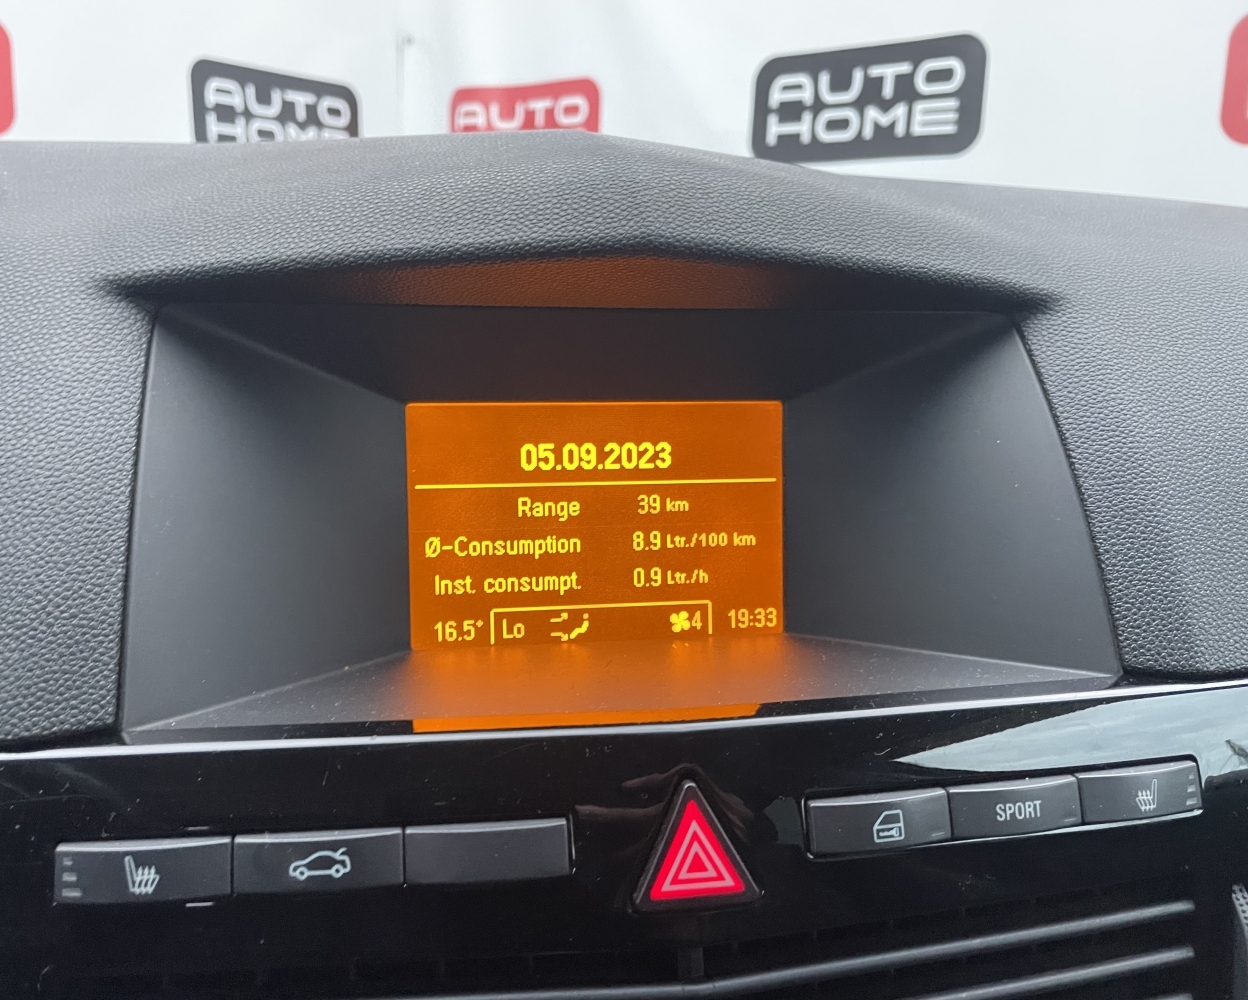 AUTO
HOME
AUTO
AUTO
HOME
05.09.2023
Range 39 km
Ø-Consumption 8.9 Ltr./100 km
Inst. consumpt. 0.9 Ltr./h
16.5° Lo 4 19:33
SPORT